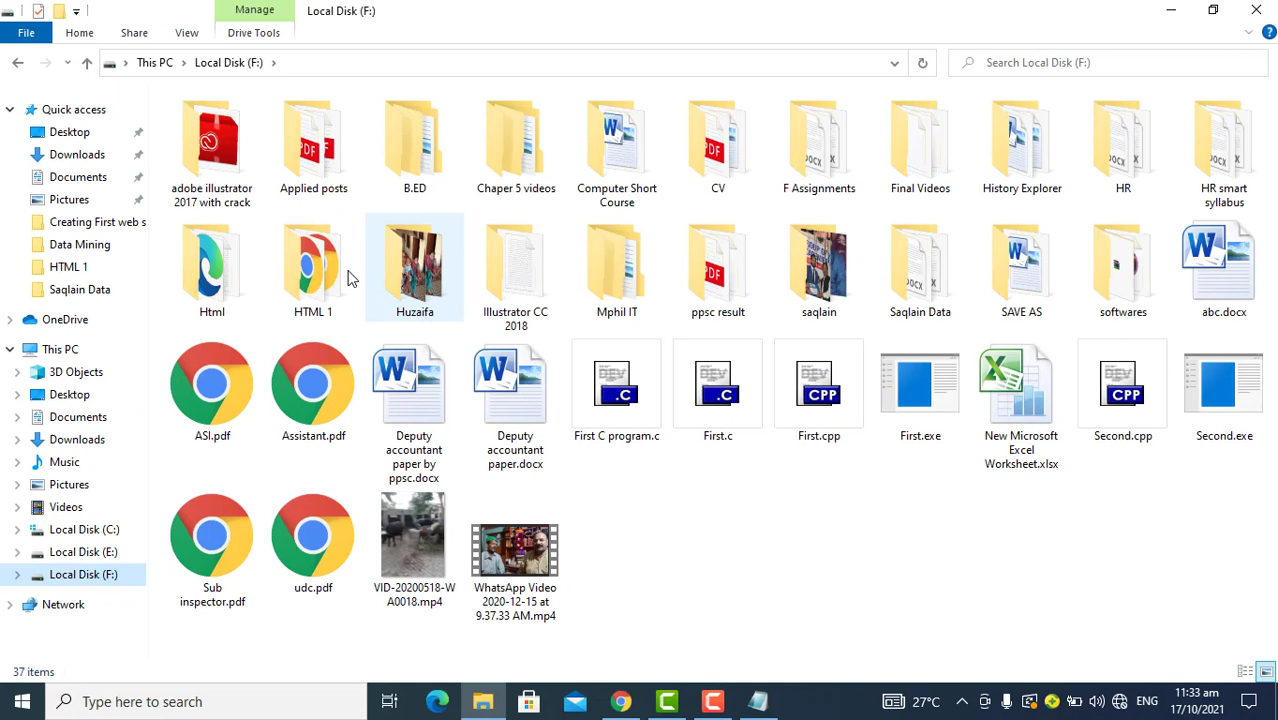 Manage
Local Disk (F:)
File
Home
Share
View
Drive Tools
This PC
Local Disk (F:)
Search Local Disk (F:)
Quick access
Desktop
Downloads
Documents
Pictures
Creating First web s
Data Mining
HTML 1
Saqlain Data
OneDrive
This PC
3D Objects
Desktop
Documents
Downloads
Music
Pictures
Videos
Local Disk (C:)
Local Disk (E:)
Local Disk (F:)
Network
adobe illustrator
2017 with crack
Applied posts
B.ED
Chaper 5 videos
Computer Short
Course
CV
F Assignments
Final Videos
History Explorer
HR
HR smart
syllabus
Html
HTML 1
Huzaifa
Illustrator CC
2018
Mphil IT
ppsc result
saqlain
Saqlain Data
SAVE AS
softwares
abc.docx
ASI.pdf
Assistant.pdf
Deputy
accountant
paper by
ppsc.docx
Deputy
accountant
paper.docx
First C program.c
First.c
First.cpp
First.exe
New Microsoft
Excel
Worksheet.xlsx
Second.cpp
Second.exe
Sub
inspector.pdf
udc.pdf
VID-20200518-W
A0018.mp4
WhatsApp Video
2020-12-15 at
9.37.33 AM.mp4
37 items
Type here to search
27°C
ENG
11:33 am
17/10/2021